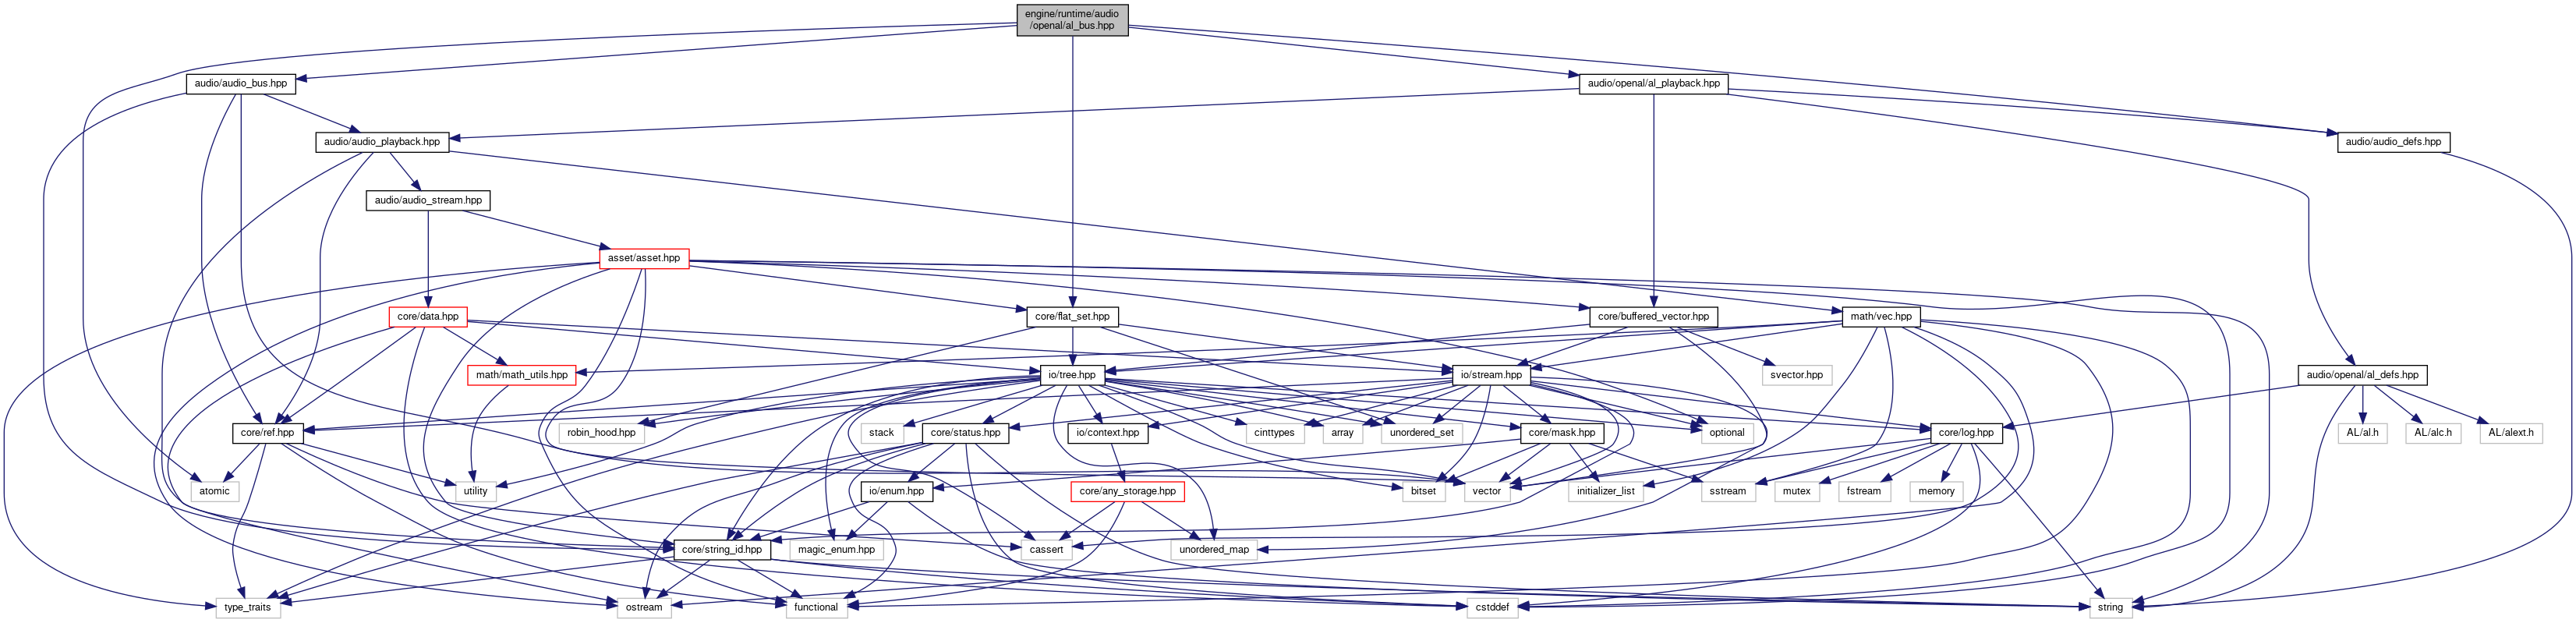 engine/runtime/audio
/openal/al_bus.hpp
audio/audio_bus.hpp
audio/openal/al_playback.hpp
audio/audio_playback.hpp
audio/audio_defs.hpp
audio/audio_stream.hpp
asset/asset.hpp
core/data.hpp
core/flat_set.hpp
core/buffered_vector.hpp
math/vec.hpp
math/math_utils.hpp
io/tree.hpp
io/stream.hpp
svector.hpp
audio/openal/al_defs.hpp
core/ref.hpp
robin_hood.hpp
stack
core/status.hpp
io/context.hpp
cinttypes
array
unordered_set
core/mask.hpp
optional
core/log.hpp
AL/al.h
AL/alc.h
AL/alext.h
atomic
utility
io/enum.hpp
core/any_storage.hpp
bitset
vector
initializer_list
sstream
mutex
fstream
memory
core/string_id.hpp
magic_enum.hpp
cassert
unordered_map
type_traits
ostream
functional
cstddef
string